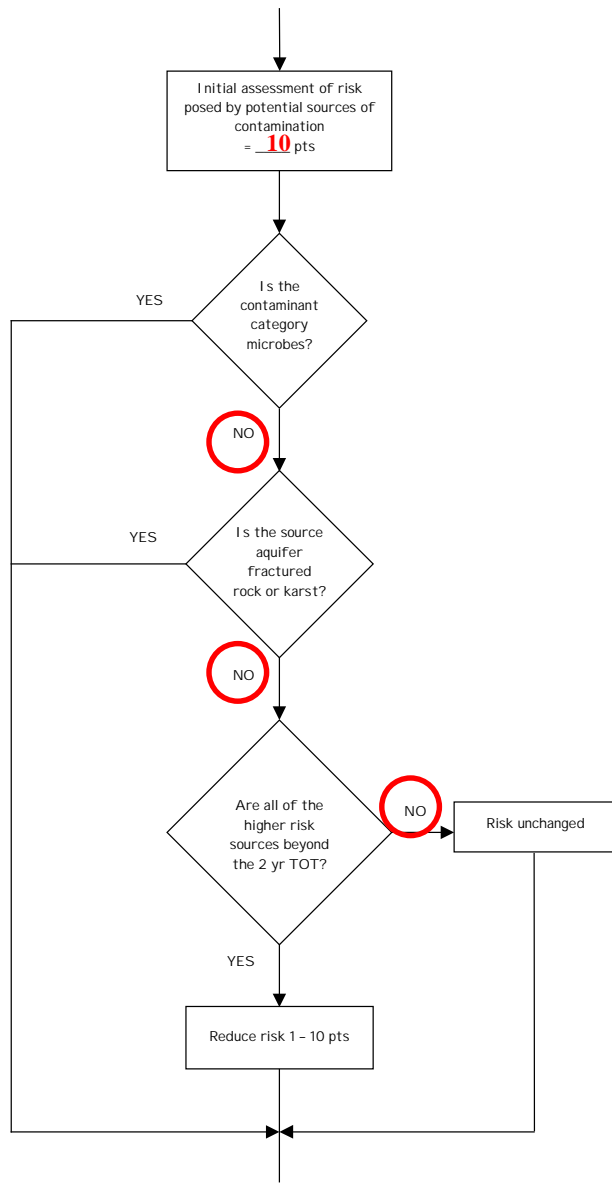 Initial assessment of risk
posed by potential sources of
contamination
= 10 pts
YES
Is the
contaminant
category
microbes?
NO
YES
Is the source
aquifer
fractured
rock or karst?
NO
Are all of the
higher risk
sources beyond
the 2 yr TOT?
NO
Risk unchanged
YES
Reduce risk 1 – 10 pts